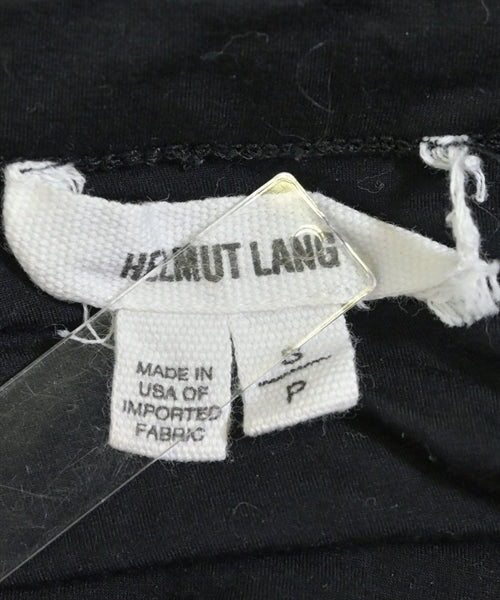 HELMUT LANG
MADE IN
USA OF
IMPORTED
FABRIC
S
P